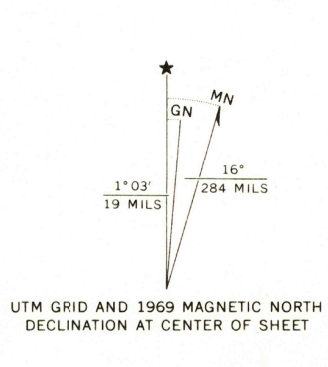 MN
GN
1° 03′
19 MILS
16°
284 MILS
UTM GRID AND 1969 MAGNETIC NORTH
DECLINATION AT CENTER OF SHEET